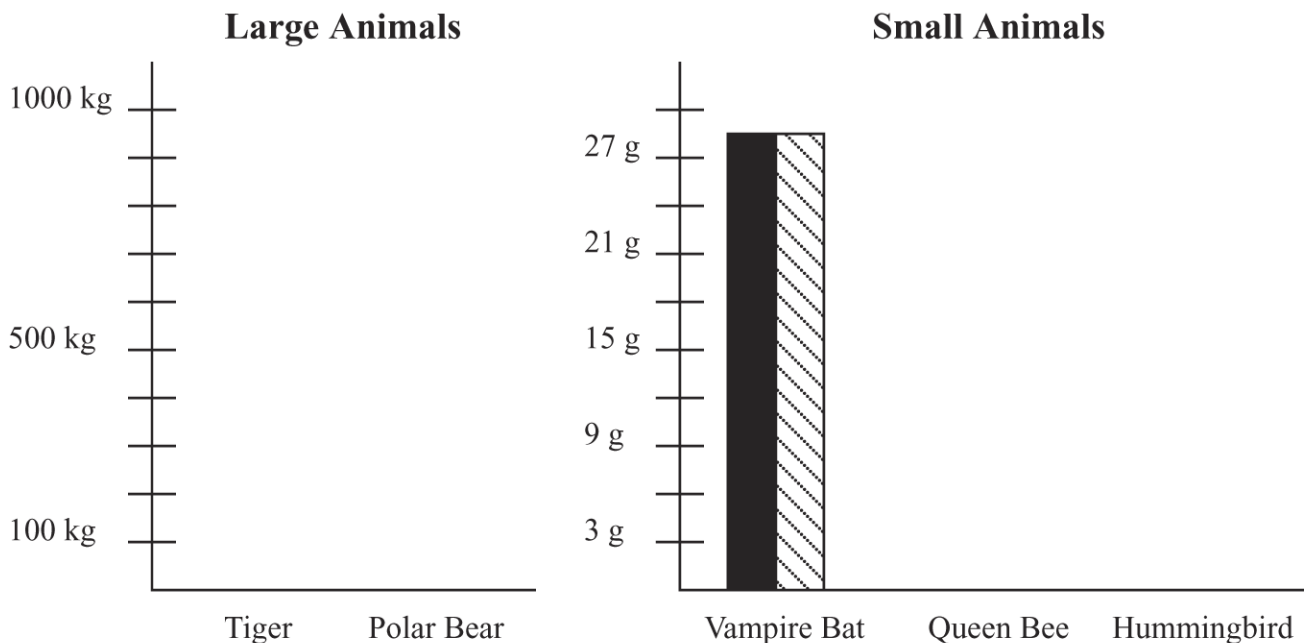 Large Animals
1000 kg
500 kg
100 kg
Tiger
Polar Bear
Small Animals
27 g
21 g
15 g
9 g
3 g
Vampire Bat
Queen Bee
Hummingbird